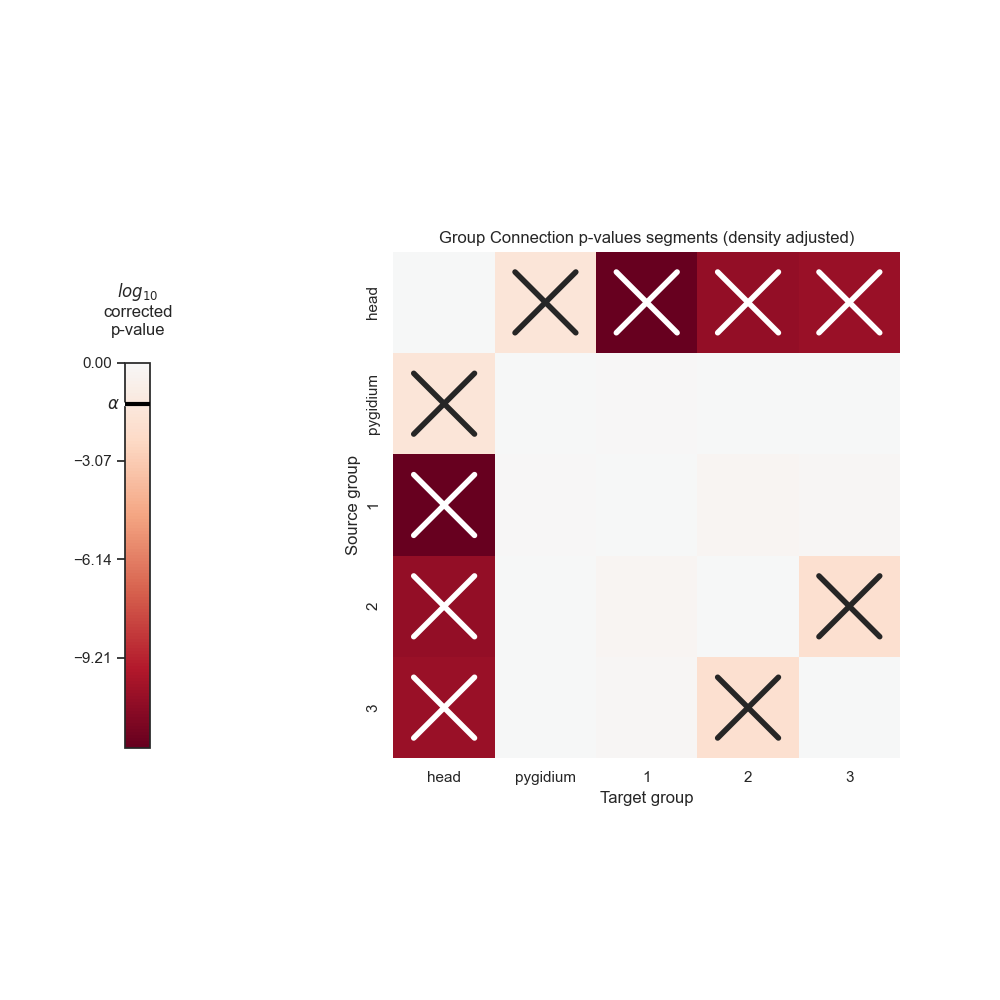 Group Connection p-values segments (density adjusted)
log10
corrected
p-value
0.00
α
−3.07
−6.14
−9.21
Source group
head
pygidium
1
2
3
head pygidium 1 2 3
Target group